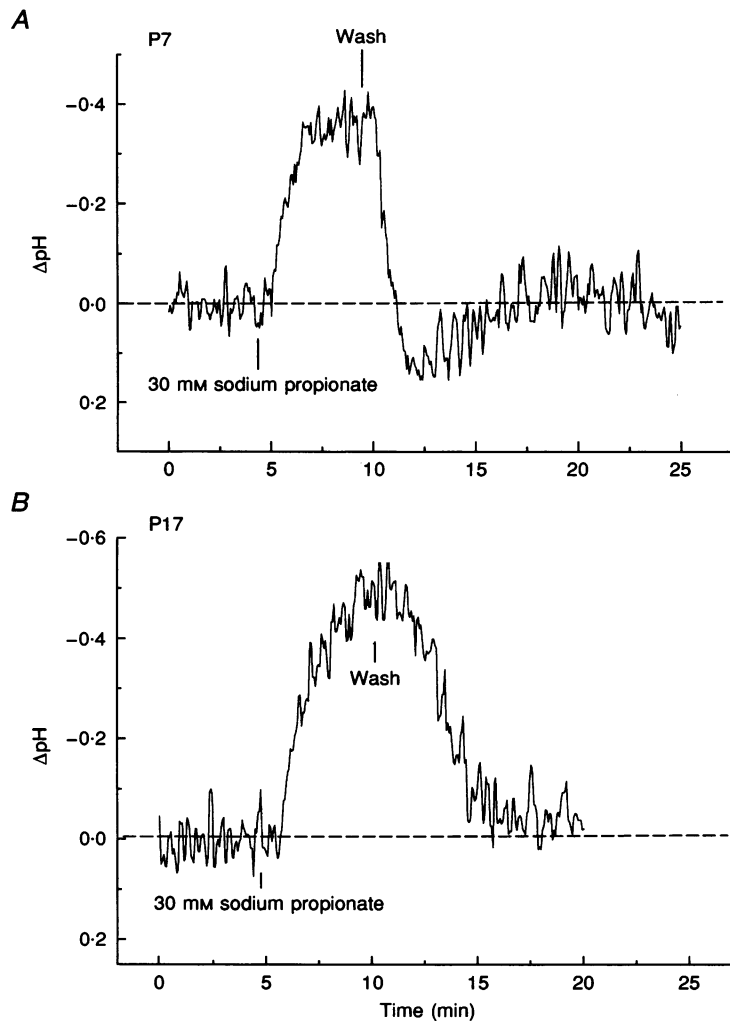 A
P7
Wash
−0·4
−0·2
0·0
0·2
ΔpH
30 mM sodium propionate
0 5 10 15 20 25
B
P17
−0·6
−0·4
−0·2
0·0
0·2
ΔpH
Wash
30 mM sodium propionate
0 5 10 15 20 25
Time (min)